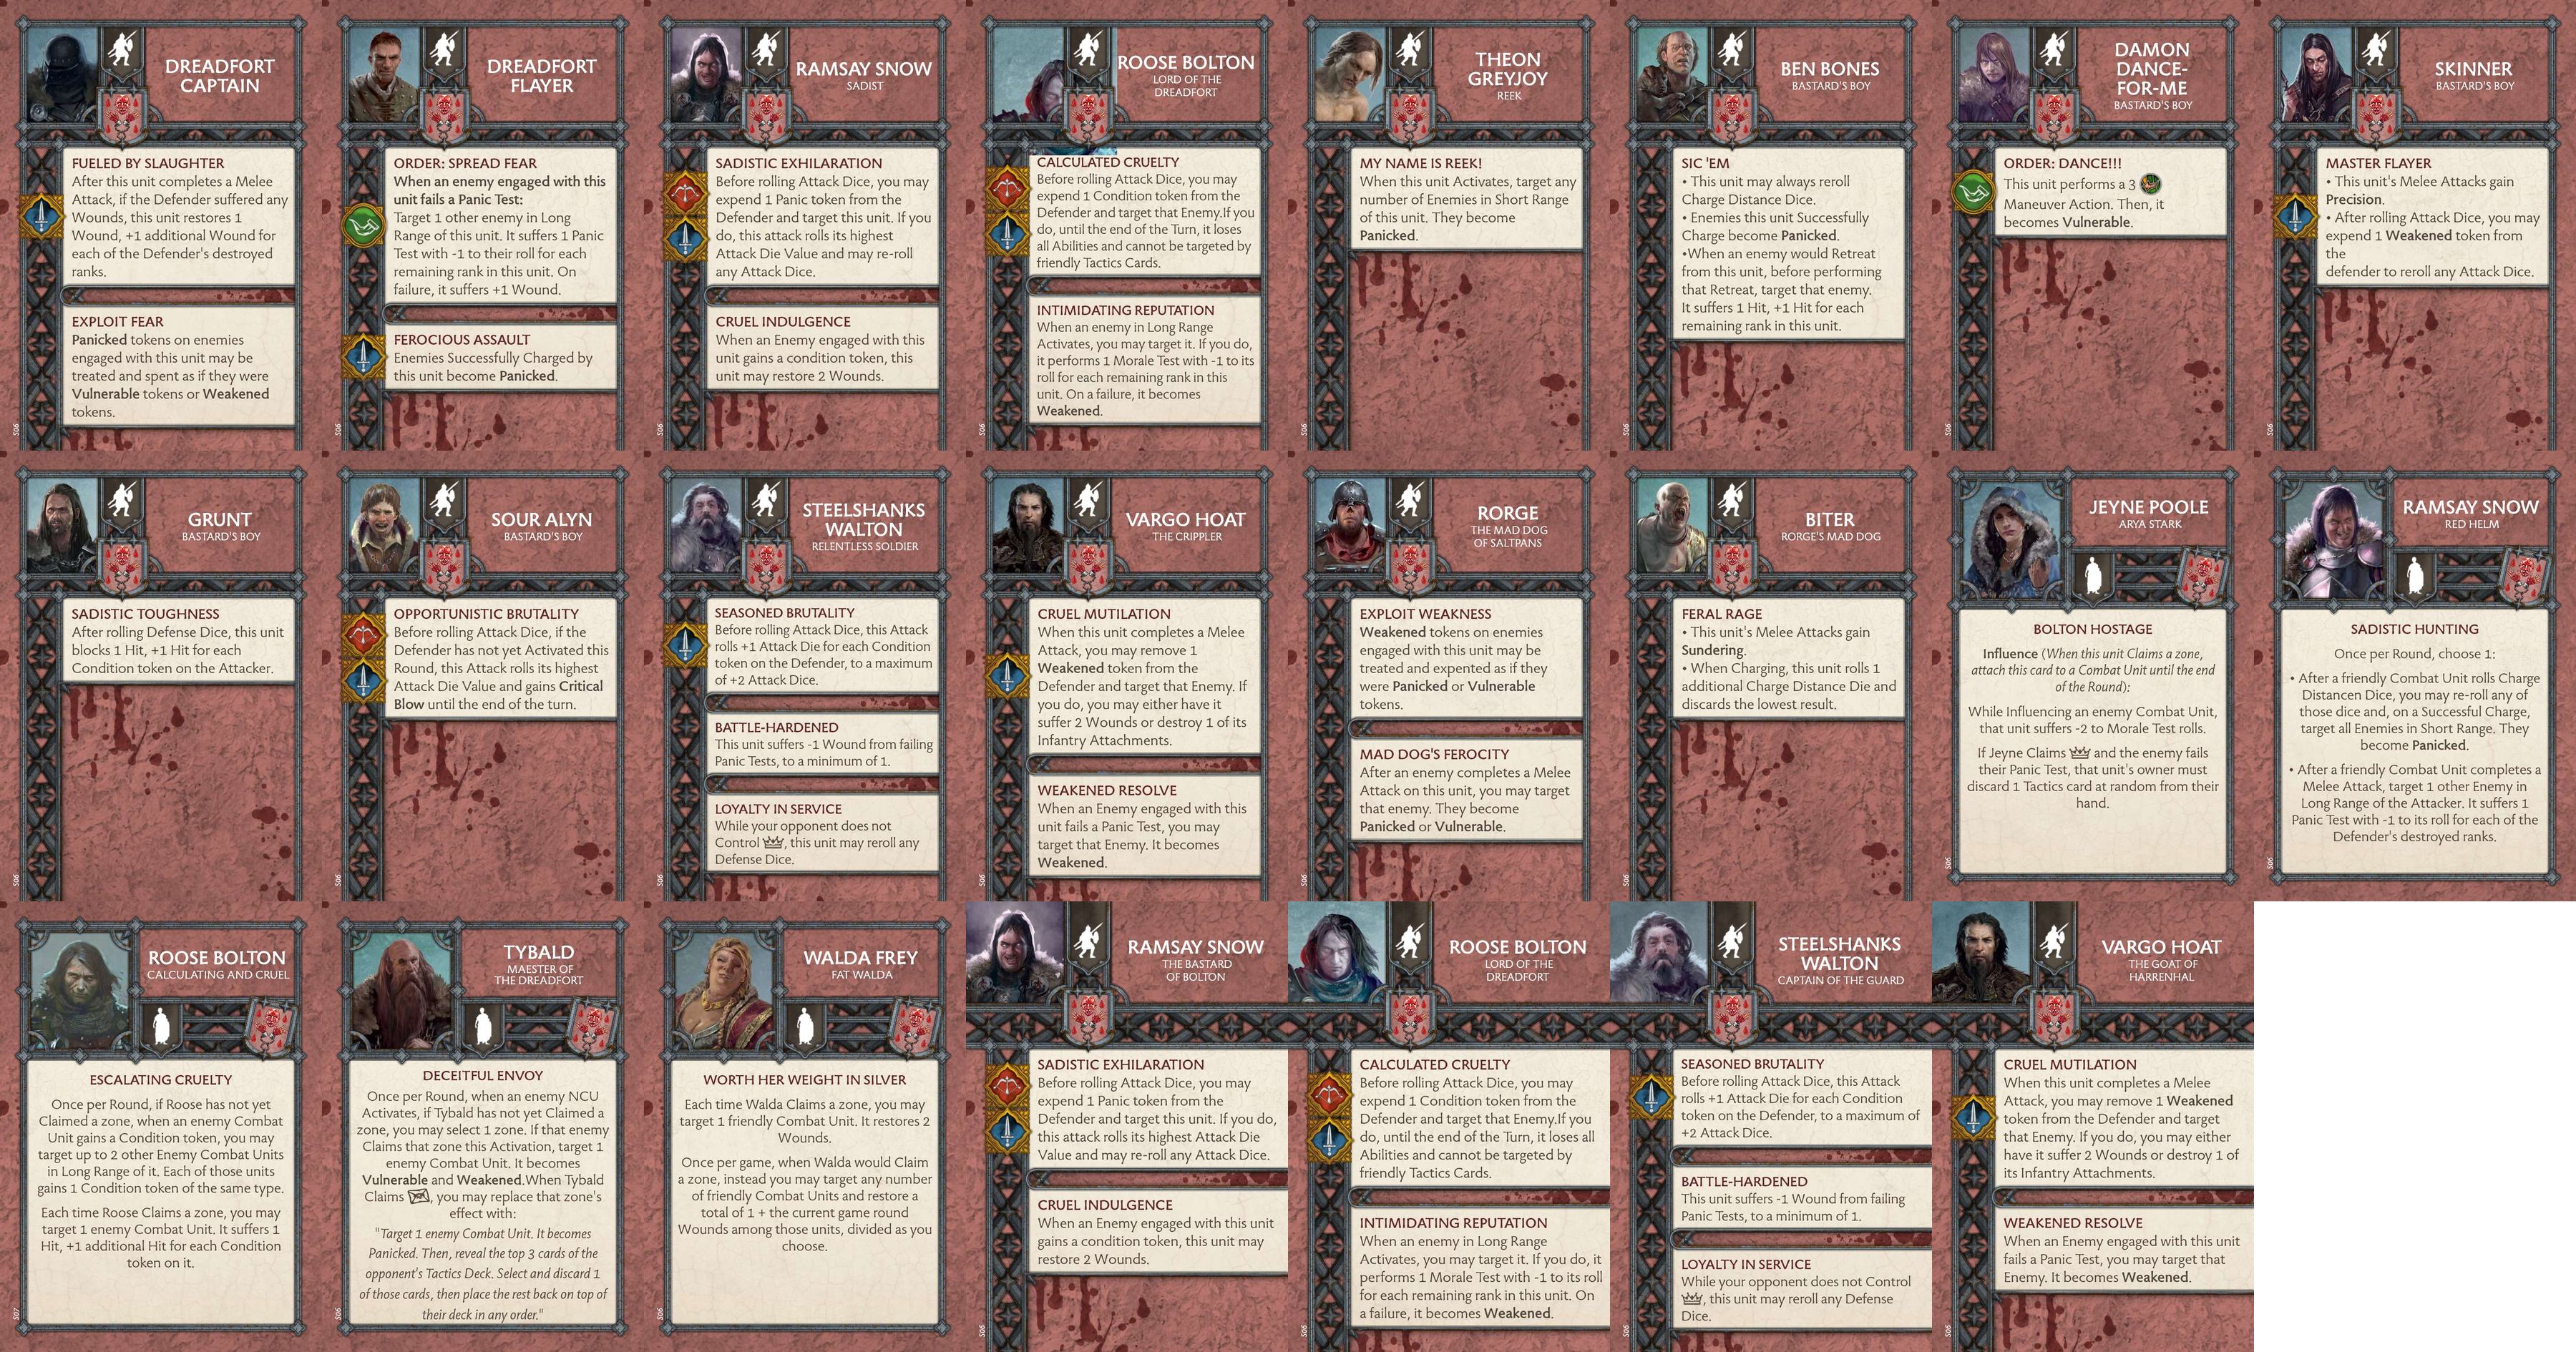 DREADFORT
CAPTAIN
FUELED BY SLAUGHTER
After this unit completes a Melee
Attack, if the Defender suffered any
Wounds, this unit restores 1
Wound, +1 additional Wound for
each of the Defender's destroyed
ranks.
EXPLOIT FEAR
Panicked tokens on enemies
engaged with this unit may be
treated and spent as if they were
Vulnerable tokens or Weakened
tokens.
S06
DREADFORT
FLAYER
ORDER: SPREAD FEAR
When an enemy engaged with this
unit fails a Panic Test:
Target 1 other enemy in Long
Range of this unit. It suffers 1 Panic
Test with -1 to their roll for each
remaining rank in this unit. On
failure, it suffers +1 Wound.
FEROCIOUS ASSAULT
Enemies Successfully Charged by
this unit become Panicked.
S06
RAMSAY SNOW
SADIST
SADISTIC EXHILARATION
Before rolling Attack Dice, you may
expend 1 Panic token from the
Defender and target this unit. If you
do, this attack rolls its highest
Attack Die Value and may re-roll
any Attack Dice.
CRUEL INDULGENCE
When an Enemy engaged with this
unit gains a condition token, this
unit may restore 2 Wounds.
S06
ROOSE BOLTON
LORD OF THE
DREADFORT
CALCULATED CRUELTY
Before rolling Attack Dice, you may
expend 1 Condition token from the
Defender and target that Enemy.If you
do, until the end of the Turn, it loses
all Abilities and cannot be targeted by
friendly Tactics Cards.
INTIMIDATING REPUTATION
When an enemy in Long Range
Activates, you may target it. If you do,
it performs 1 Morale Test with -1 to its
roll for each remaining rank in this
unit. On a failure, it becomes
Weakened.
S06
THEON
GREYJOY
REEK
MY NAME IS REEK!
When this unit Activates, target any
number of Enemies in Short Range
of this unit. They become
Panicked.
S06
BEN BONES
BASTARD'S BOY
SIC 'EM
• This unit may always reroll
Charge Distance Dice.
• Enemies this unit Successfully
Charge become Panicked.
•When an enemy would Retreat
from this unit, before performing
that Retreat, target that enemy.
It suffers 1 Hit, +1 Hit for each
remaining rank in this unit.
S06
DAMON
DANCE-
FOR-ME
BASTARD'S BOY
ORDER: DANCE!!!
This unit performs a 3
Maneuver Action. Then, it
becomes Vulnerable.
S06
SKINNER
BASTARD'S BOY
MASTER FLAYER
• This unit's Melee Attacks gain
Precision.
• After rolling Attack Dice, you may
expend 1 Weakened token from
the
defender to reroll any Attack Dice.
S06
GRUNT
BASTARD'S BOY
SADISTIC TOUGHNESS
After rolling Defense Dice, this unit
blocks 1 Hit, +1 Hit for each
Condition token on the Attacker.
S06
SOUR ALYN
BASTARD'S BOY
OPPORTUNISTIC BRUTALITY
Before rolling Attack Dice, if the
Defender has not yet Activated this
Round, this Attack rolls its highest
Attack Die Value and gains Critical
Blow until the end of the turn.
S06
STEELSHANKS
WALTON
RELENTLESS SOLDIER
SEASONED BRUTALITY
Before rolling Attack Dice, this Attack
rolls +1 Attack Die for each Condition
token on the Defender, to a maximum
of +2 Attack Dice.
BATTLE-HARDENED
This unit suffers -1 Wound from failing
Panic Tests, to a minimum of 1.
LOYALTY IN SERVICE
While your opponent does not
Control , this unit may reroll any
Defense Dice.
S06
VARGO HOAT
THE CRIPPLER
CRUEL MUTILATION
When this unit completes a Melee
Attack, you may remove 1
Weakened token from the
Defender and target that Enemy. If
you do, you may either have it
suffer 2 Wounds or destroy 1 of its
Infantry Attachments.
WEAKENED RESOLVE
When an Enemy engaged with this
unit fails a Panic Test, you may
target that Enemy. It becomes
Weakened.
S06
RORGE
THE MAD DOG
OF SALTPANS
EXPLOIT WEAKNESS
Weakened tokens on enemies
engaged with this unit may be
treated and expented as if they
were Panicked or Vulnerable
tokens.
MAD DOG'S FEROCITY
After an enemy completes a Melee
Attack on this unit, you may target
that enemy. They become
Panicked or Vulnerable.
S06
BITER
RORGE'S MAD DOG
FERAL RAGE
• This unit's Melee Attacks gain
Sundering.
• When Charging, this unit rolls 1
additional Charge Distance Die and
discards the lowest result.
S06
JEYNE POOLE
ARYA STARK
BOLTON HOSTAGE
Influence (When this unit Claims a zone,
attach this card to a Combat Unit until the end
of the Round):
While Influencing an enemy Combat Unit,
that unit suffers -2 to Morale Test rolls.
If Jeyne Claims and the enemy fails
their Panic Test, that unit's owner must
discard 1 Tactics card at random from their
hand.
S06
RAMSAY SNOW
RED HELM
SADISTIC HUNTING
Once per Round, choose 1:
• After a friendly Combat Unit rolls Charge
Distancen Dice, you may re-roll any of
those dice and, on a Successful Charge,
target all Enemies in Short Range. They
become Panicked.
• After a friendly Combat Unit completes a
Melee Attack, target 1 other Enemy in
Long Range of the Attacker. It suffers 1
Panic Test with -1 to its roll for each of the
Defender's destroyed ranks.
S06
ROOSE BOLTON
CALCULATING AND CRUEL
ESCALATING CRUELTY
Once per Round, if Roose has not yet
Claimed a zone, when an enemy Combat
Unit gains a Condition token, you may
target up to 2 other Enemy Combat Units
in Long Range of it. Each of those units
gains 1 Condition token of the same type.
Each time Roose Claims a zone, you may
target 1 enemy Combat Unit. It suffers 1
Hit, +1 additional Hit for each Condition
token on it.
S07
TYBALD
MAESTER OF
THE DREADFORT
DECEITFUL ENVOY
Once per Round, when an enemy NCU
Activates, if Tybald has not yet Claimed a
zone, you may select 1 zone. If that enemy
Claims that zone this Activation, target 1
enemy Combat Unit. It becomes
Vulnerable and Weakened.When Tybald
Claims , you may replace that zone's
effect with:
"Target 1 enemy Combat Unit. It becomes
Panicked. Then, reveal the top 3 cards of the
opponent's Tactics Deck. Select and discard 1
of those cards, then place the rest back on top of
their deck in any order."
S06
WALDA FREY
FAT WALDA
WORTH HER WEIGHT IN SILVER
Each time Walda Claims a zone, you may
target 1 friendly Combat Unit. It restores 2
Wounds.
Once per game, when Walda would Claim
a zone, instead you may target any number
of friendly Combat Units and restore a
total of 1 + the current game round
Wounds among those units, divided as you
choose.
S06
RAMSAY SNOW
THE BASTARD
OF BOLTON
SADISTIC EXHILARATION
Before rolling Attack Dice, you may
expend 1 Panic token from the
Defender and target this unit. If you do,
this attack rolls its highest Attack Die
Value and may re-roll any Attack Dice.
CRUEL INDULGENCE
When an Enemy engaged with this unit
gains a condition token, this unit may
restore 2 Wounds.
S06
ROOSE BOLTON
LORD OF THE
DREADFORT
CALCULATED CRUELTY
Before rolling Attack Dice, you may
expend 1 Condition token from the
Defender and target that Enemy.If you
do, until the end of the Turn, it loses all
Abilities and cannot be targeted by
friendly Tactics Cards.
INTIMIDATING REPUTATION
When an enemy in Long Range
Activates, you may target it. If you do, it
performs 1 Morale Test with -1 to its roll
for each remaining rank in this unit. On
a failure, it becomes Weakened.
S06
STEELSHANKS
WALTON
CAPTAIN OF THE GUARD
SEASONED BRUTALITY
Before rolling Attack Dice, this Attack
rolls +1 Attack Die for each Condition
token on the Defender, to a maximum of
+2 Attack Dice.
BATTLE-HARDENED
This unit suffers -1 Wound from failing
Panic Tests, to a minimum of 1.
LOYALTY IN SERVICE
While your opponent does not Control
, this unit may reroll any Defense
Dice.
S06
VARGO HOAT
THE GOAT OF
HARRENHAL
CRUEL MUTILATION
When this unit completes a Melee
Attack, you may remove 1 Weakened
token from the Defender and target
that Enemy. If you do, you may either
have it suffer 2 Wounds or destroy 1 of
its Infantry Attachments.
WEAKENED RESOLVE
When an Enemy engaged with this unit
fails a Panic Test, you may target that
Enemy. It becomes Weakened.
S06